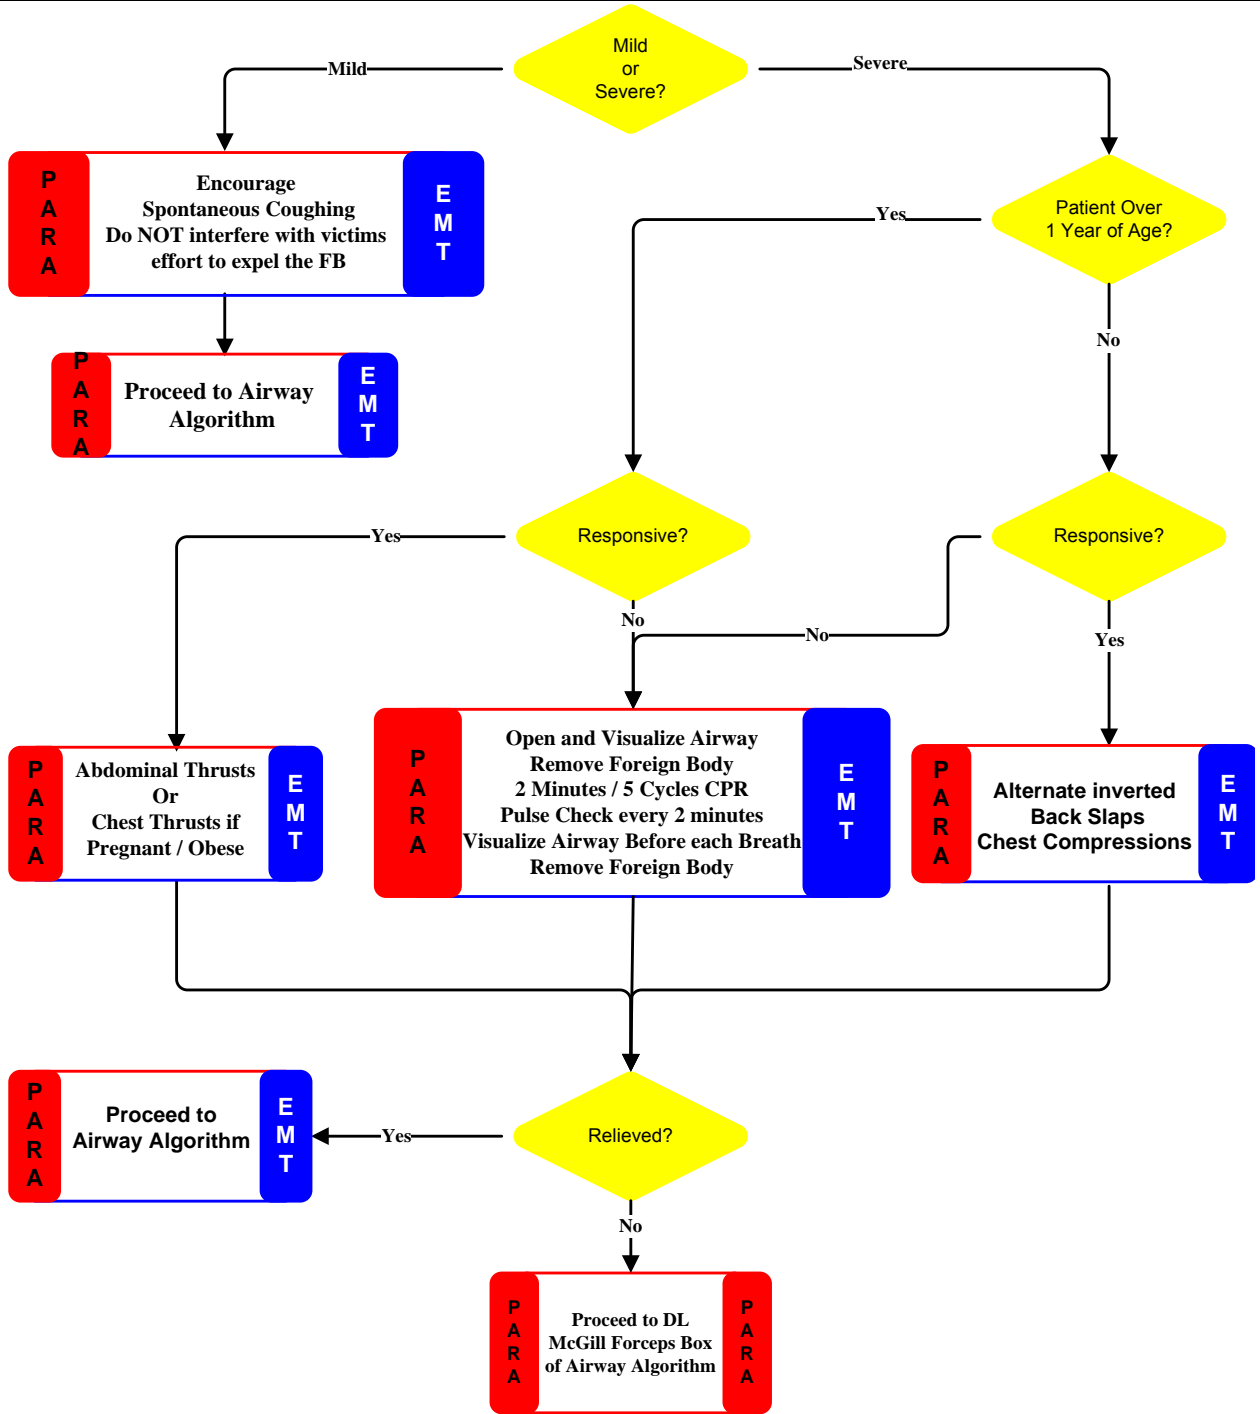 Mild
or
Severe?
Mild
Severe
P
A
R
A
Encourage
Spontaneous Coughing
Do NOT interfere with victims
effort to expel the FB
E
M
T
Patient Over
1 Year of Age?
Yes
No
P
A
R
A
Proceed to Airway
Algorithm
E
M
T
Responsive?
Yes
No
Responsive?
No
Yes
P
A
R
A
Abdominal Thrusts
Or
Chest Thrusts if
Pregnant / Obese
E
M
T
P
A
R
A
Open and Visualize Airway
Remove Foreign Body
2 Minutes / 5 Cycles CPR
Pulse Check every 2 minutes
Visualize Airway Before each Breath
Remove Foreign Body
E
M
T
P
A
R
A
Alternate inverted
Back Slaps
Chest Compressions
E
M
T
P
A
R
A
Proceed to
Airway Algorithm
E
M
T
Yes
Relieved?
No
P
A
R
A
Proceed to DL
McGill Forceps Box
of Airway Algorithm
P
A
R
A